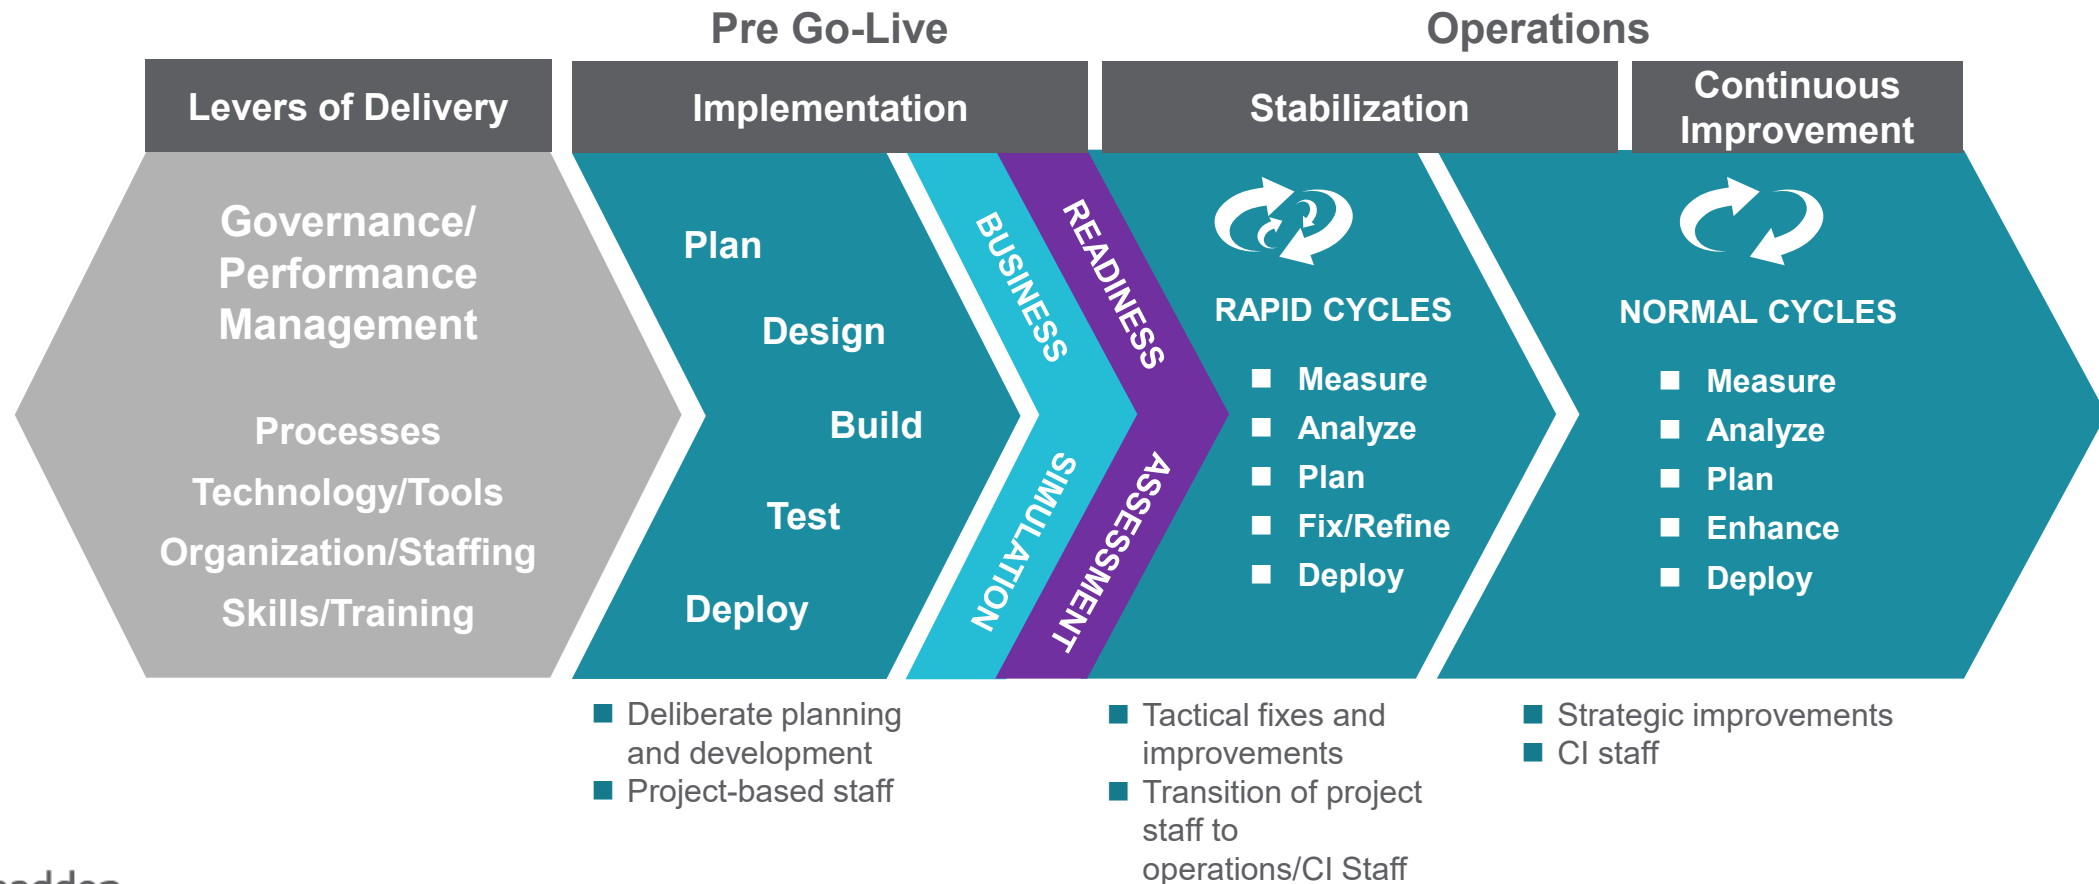 Pre Go-Live
Operations
Levers of Delivery
Implementation
Stabilization
Continuous
Improvement
Governance/
Performance
Management
Processes
Technology/Tools
Organization/Staffing
Skills/Training
Plan
Design
Build
Test
Deploy
BUSINESS
SIMULATION
READINESS
ASSESSMENT
RAPID CYCLES
Measure
Analyze
Plan
Fix/Refine
Deploy
NORMAL CYCLES
Measure
Analyze
Plan
Enhance
Deploy
Deliberate planning
and development
Project-based staff
Tactical fixes and
improvements
Transition of project
staff to
operations/CI Staff
Strategic improvements
CI staff